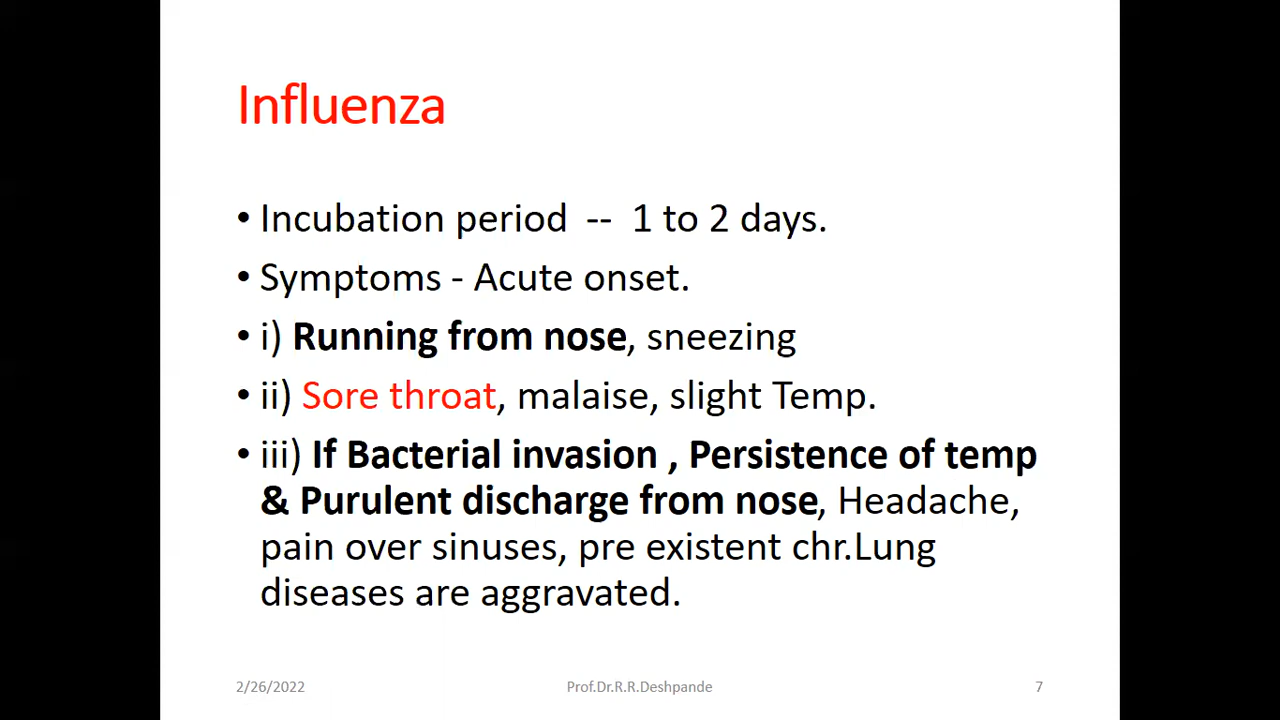 Influenza
• Incubation period -- 1 to 2 days.
• Symptoms - Acute onset.
• i) Running from nose, sneezing
• ii) Sore throat, malaise, slight Temp.
• iii) If Bacterial invasion , Persistence of temp
& Purulent discharge from nose, Headache,
pain over sinuses, pre existent chr.Lung
diseases are aggravated.
2/26/2022 Prof.Dr.R.R.Deshpande 7